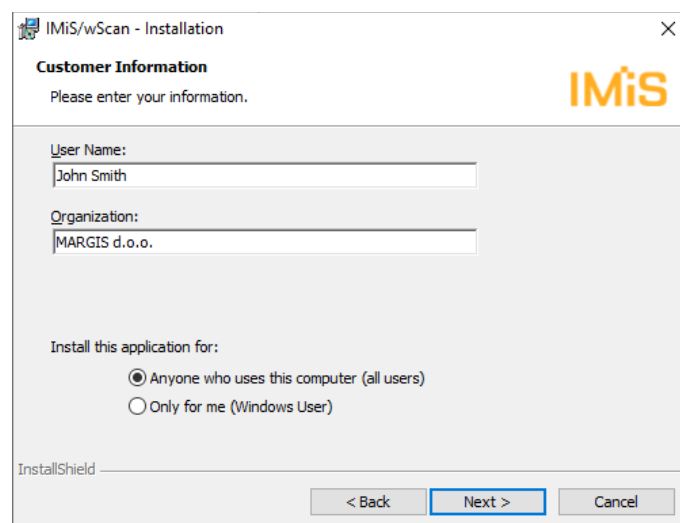 IMiS/wScan - Installation
Customer Information
Please enter your information.
IMiS
User Name:
John Smith
Organization:
MARGIS d.o.o.
Install this application for:
Anyone who uses this computer (all users)
Only for me (Windows User)
InstallShield
< Back Next > Cancel